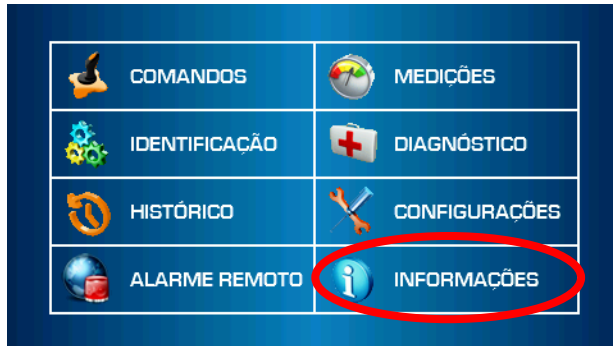 COMANDOS
MEDIÇÕES
IDENTIFICAÇÃO
DIAGNÓSTICO
HISTÓRICO
CONFIGURAÇÕES
ALARME REMOTO
INFORMAÇÕES